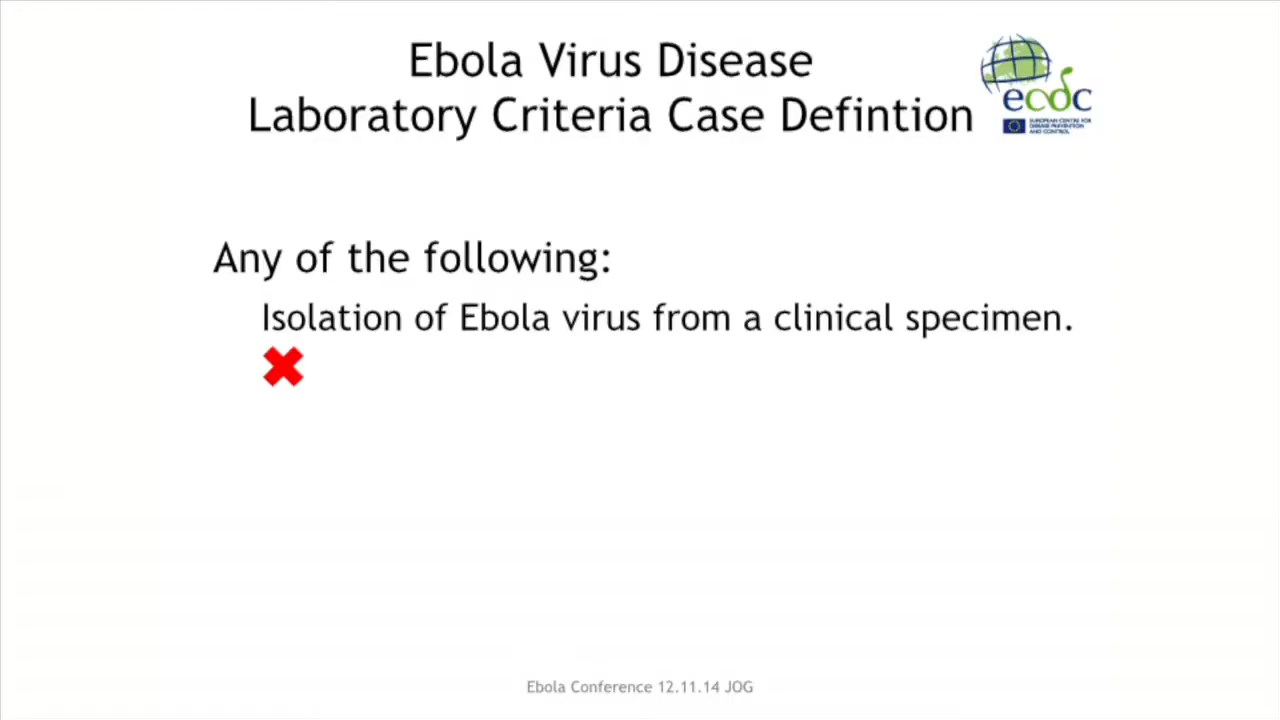 Ebola Virus Disease
Laboratory Criteria Case Defintion
ecdc
EUROPEAN CENTRE FOR
DISEASE PREVENTION
AND CONTROL
Any of the following:
Isolation of Ebola virus from a clinical specimen.
Ebola Conference 12.11.14 JOG